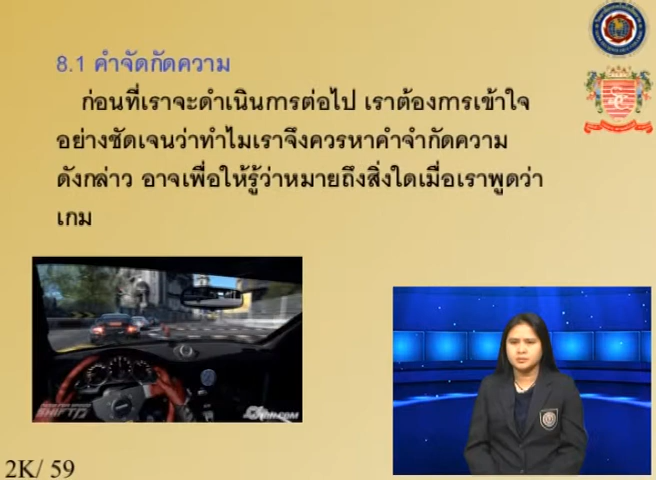 8.1 คำจัดกัดความ
ก่อนที่เราจะดำเนินการต่อไป เราต้องการเข้าใจ
อย่างชัดเจนว่าทำไมเราจึงควรหาคำจำกัดความ
ดังกล่าว อาจเพื่อให้รู้ว่าหมายถึงสิ่งใดเมื่อเราพูดว่า
เกม
SHIFT
2K/ 59